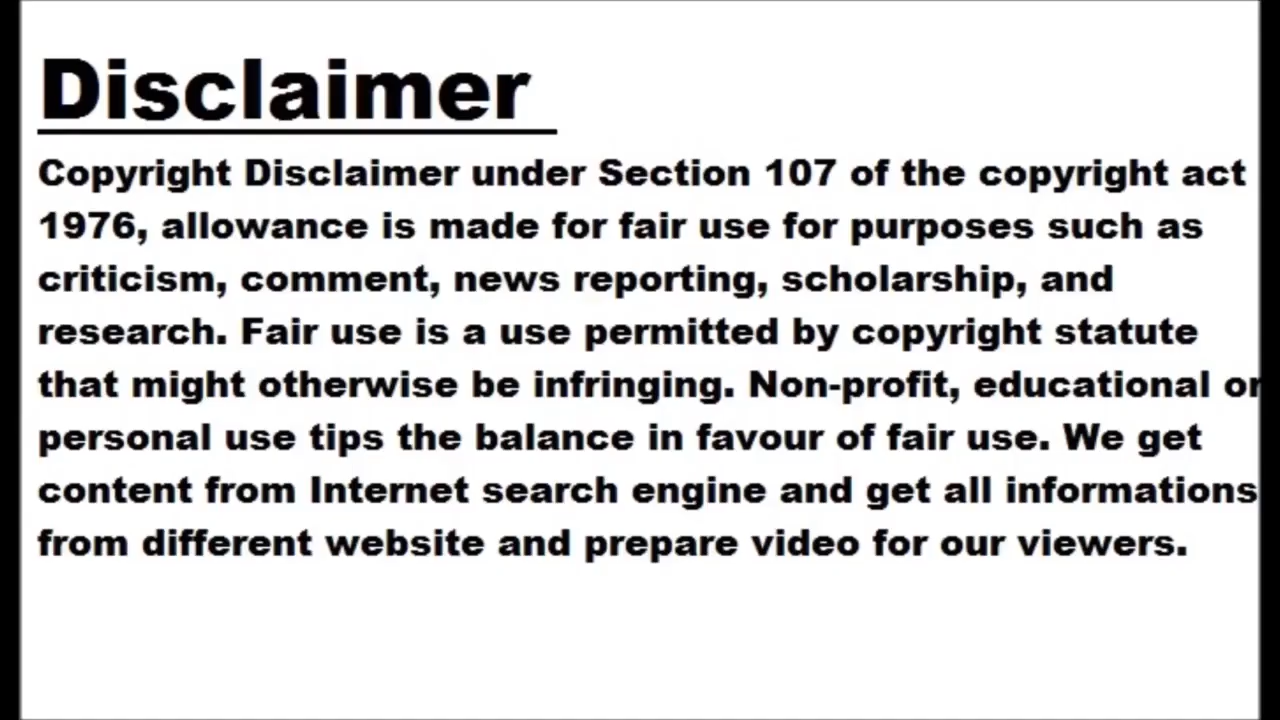 Disclaimer
Copyright Disclaimer under Section 107 of the copyright act
1976, allowance is made for fair use for purposes such as
criticism, comment, news reporting, scholarship, and
research. Fair use is a use permitted by copyright statute
that might otherwise be infringing. Non-profit, educational or
personal use tips the balance in favour of fair use. We get
content from Internet search engine and get all informations
from different website and prepare video for our viewers.